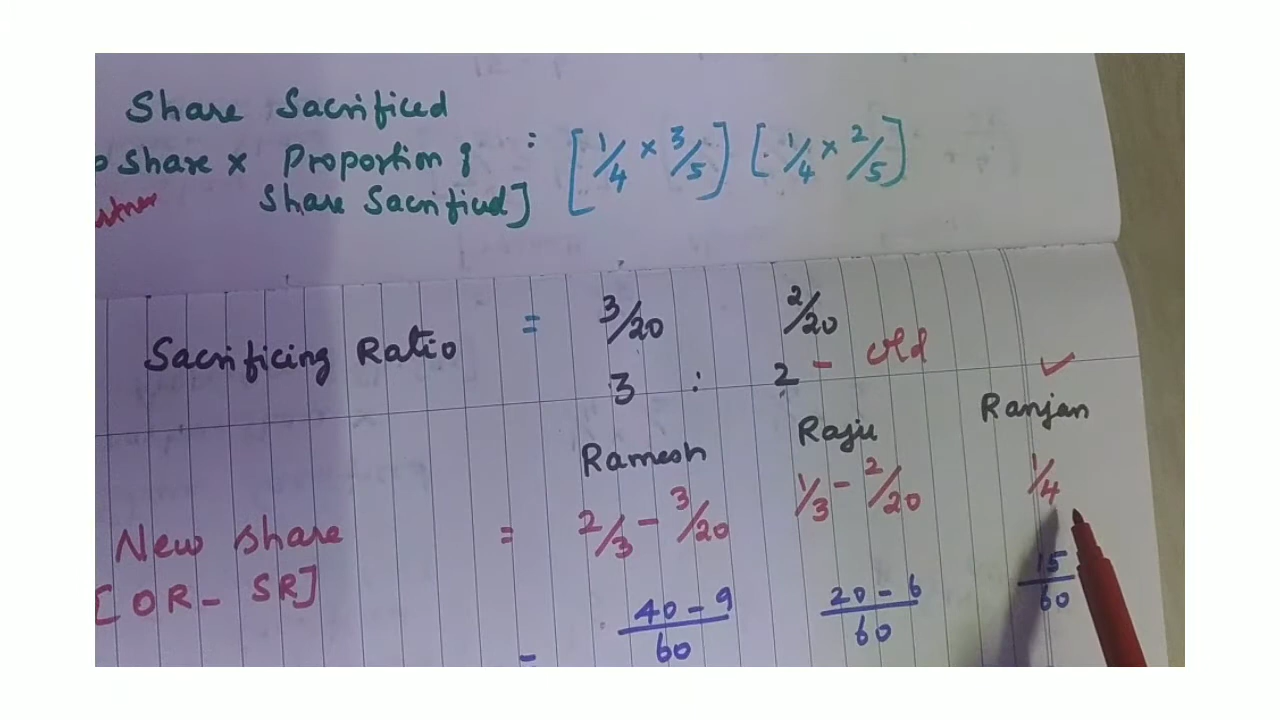 Share Sacrificed
Share x Proportion of : [1/4 x 3/5] [1/4 x 2/5]
Share Sacrificed]
Sacrificing Ratio = 3/20 2/20
3 : 2 - old ✓
Ramesh Raju Ranjan
New share = 2/3 - 3/20 1/3 - 2/20 1/4
[OR - SR]
= 40 - 9/60 20 - 6/60 15/60